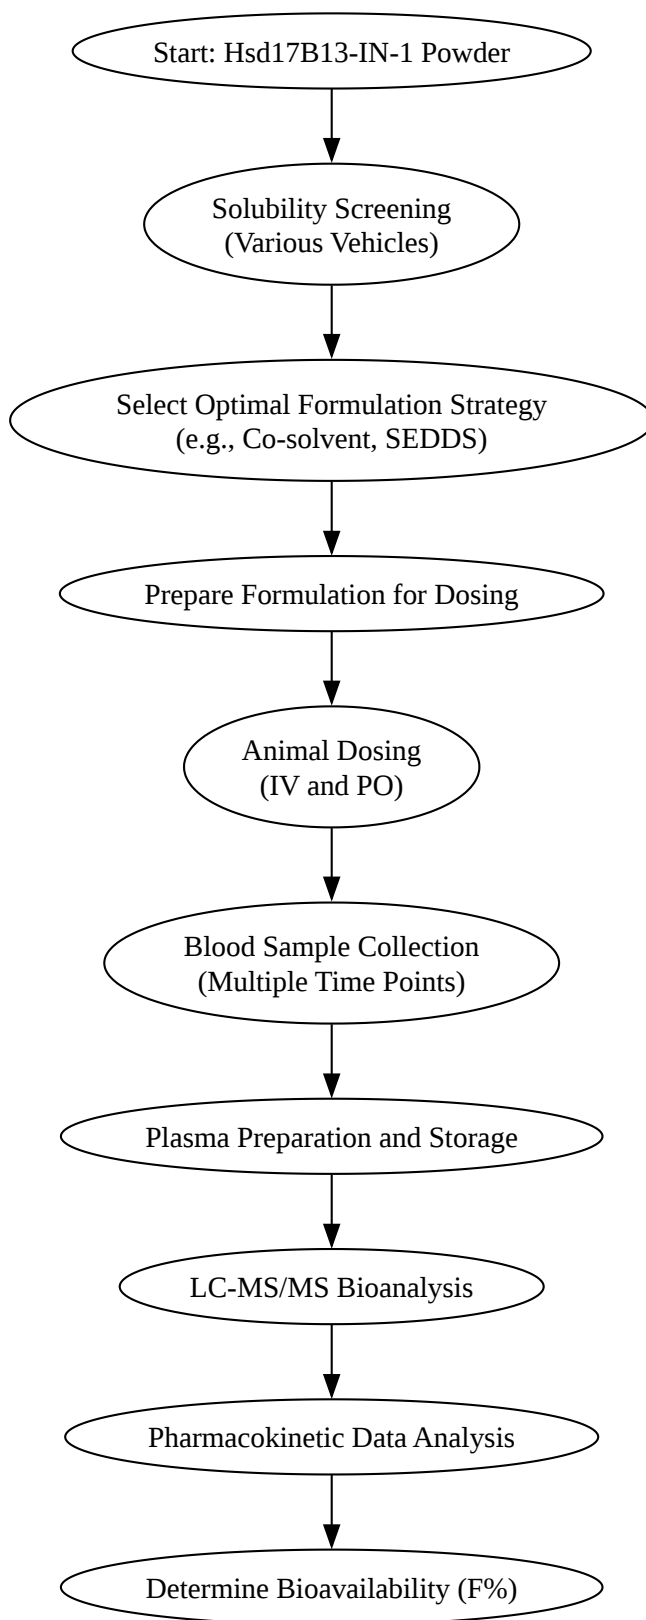 Start: Hsd17B13-IN-1 Powder
Solubility Screening
(Various Vehicles)
Select Optimal Formulation Strategy
(e.g., Co-solvent, SEDDS)
Prepare Formulation for Dosing
Animal Dosing
(IV and PO)
Blood Sample Collection
(Multiple Time Points)
Plasma Preparation and Storage
LC-MS/MS Bioanalysis
Pharmacokinetic Data Analysis
Determine Bioavailability (F%)